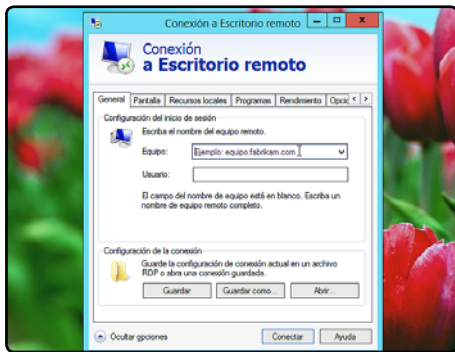 Conexión a Escritorio remoto
Conexión
a Escritorio remoto
General Pantalla Recursos locales Programas Rendimiento Opcio
Configuración del inicio de sesión
Escriba el nombre del equipo remoto.
Equipo: Ejemplo: equipo.fabrikam.com
Usuario:
El campo del nombre de equipo está en blanco. Escriba un
nombre de equipo remoto completo.
Configuración de la conexión
Guarde la configuración de conexión actual en un archivo
RDP o abra una conexión guardada.
Guardar Guardar como... Abrir...
Ocultar opciones Conectar Ayuda